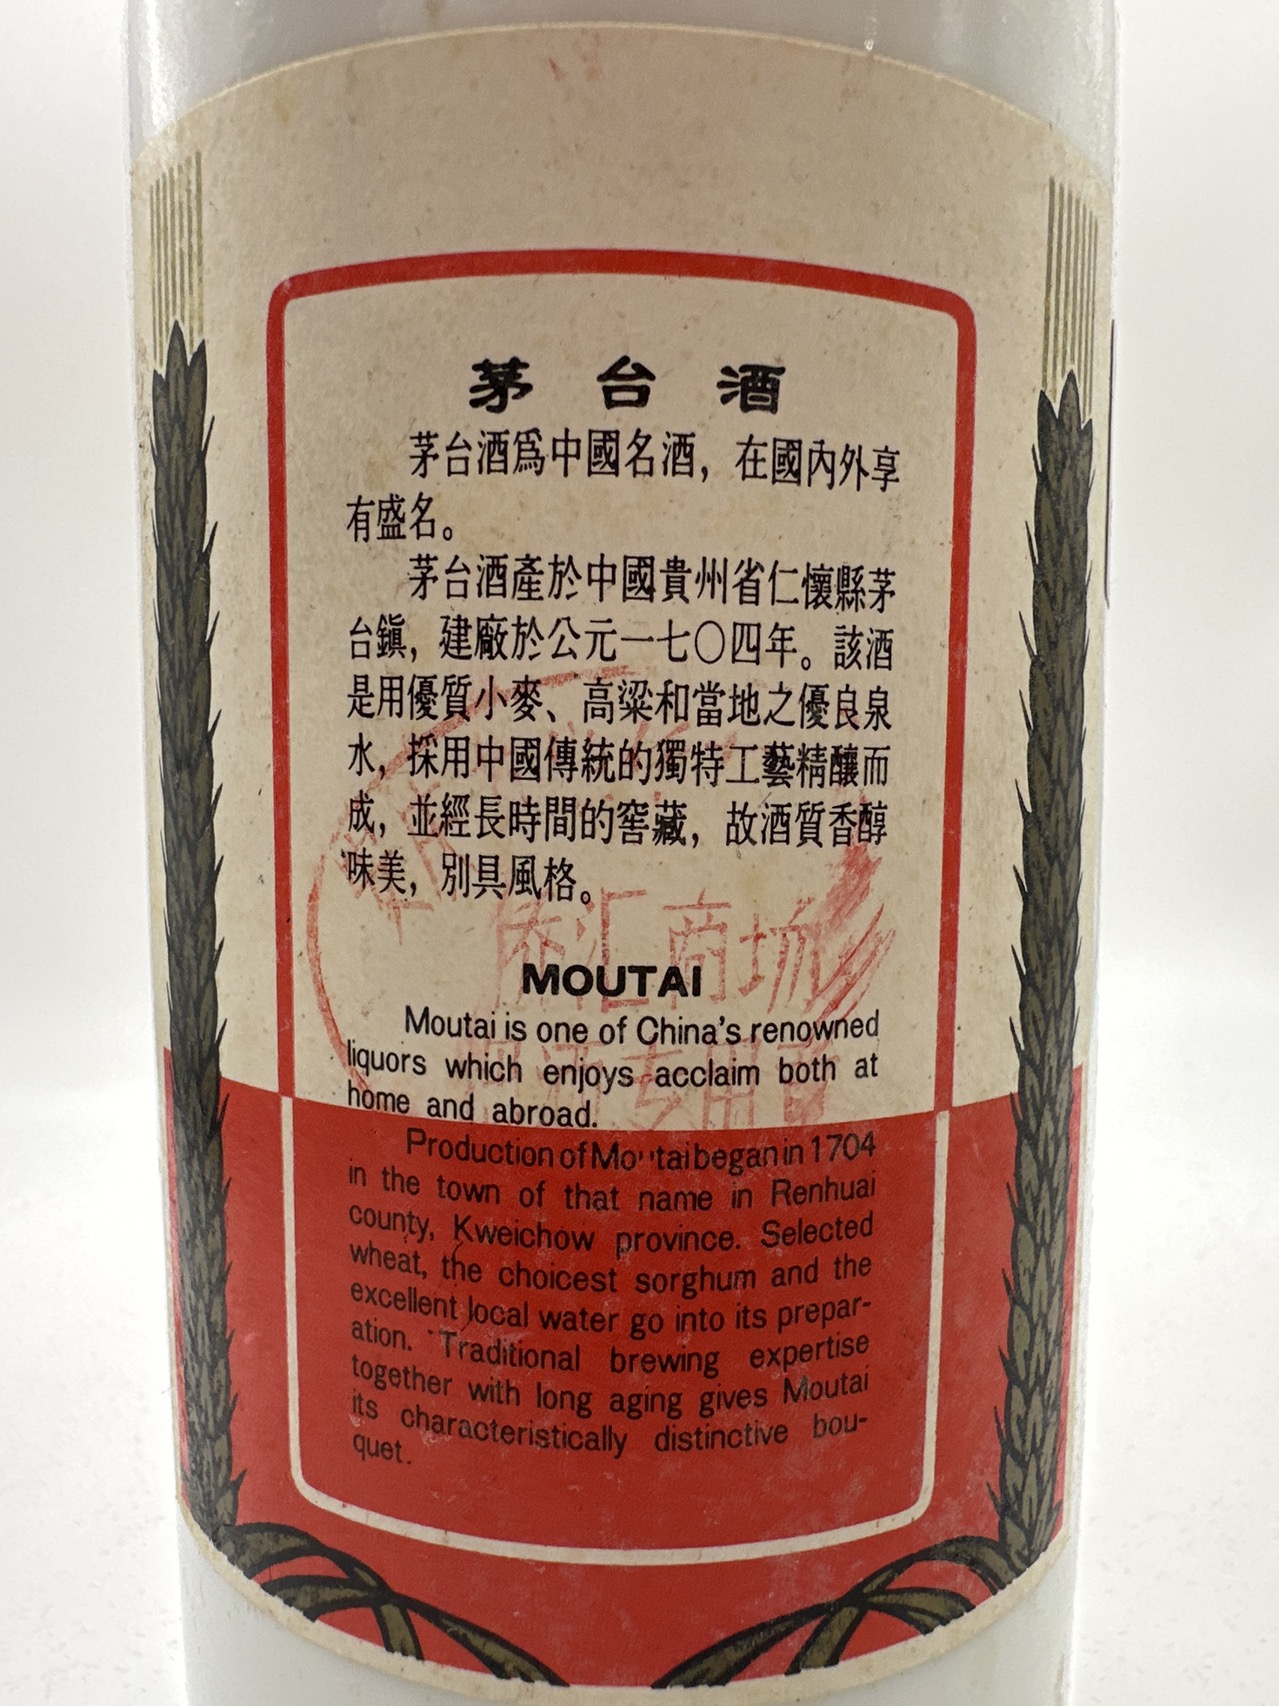 茅台酒
茅台酒爲中國名酒，在國內外享
有盛名。
茅台酒產於中國貴州省仁懷縣茅
台鎭，建廠於公元一七〇四年。該酒
是用優質小麥、高粱和當地之優良泉
水，採用中國傳統的獨特工藝精釀而
成，並經長時間的窖藏，故酒質香醇
味美，別具風格。
汇商场
MOUTAI
Moutai is one of China's renowned
liquors which enjoys acclaim both at
home and abroad.
专用章
Production of Moutai began in 1704
in the town of that name in Renhuai
county, Kweichow province. Selected
wheat, the choicest sorghum and the
excellent local water go into its prepar-
ation. Traditional brewing expertise
together with long aging gives Moutai
its characteristically distinctive bou-
quet.